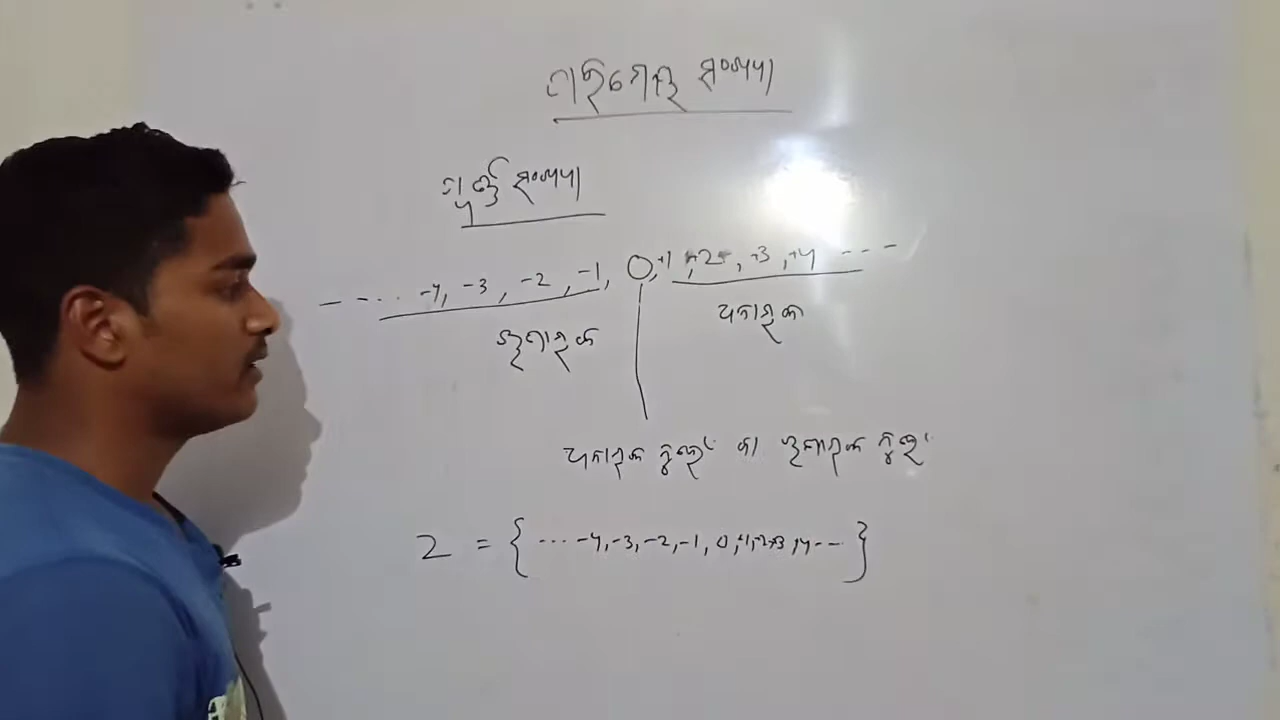 ପରିମେୟ ସଂଖ୍ୟା
ପୂର୍ଣ୍ଣ ସଂଖ୍ୟା
--... -4, -3, -2, -1, 0, +1, +2, +3, +4 ---
ଋଣାତ୍ମକ
ଧନାତ୍ମକ
ଧନାତ୍ମକ ନୁହେଁ ବା ଋଣାତ୍ମକ ନୁହେଁ
Z = { ... -4, -3, -2, -1, 0, +1, +2, +3, 4 --- }